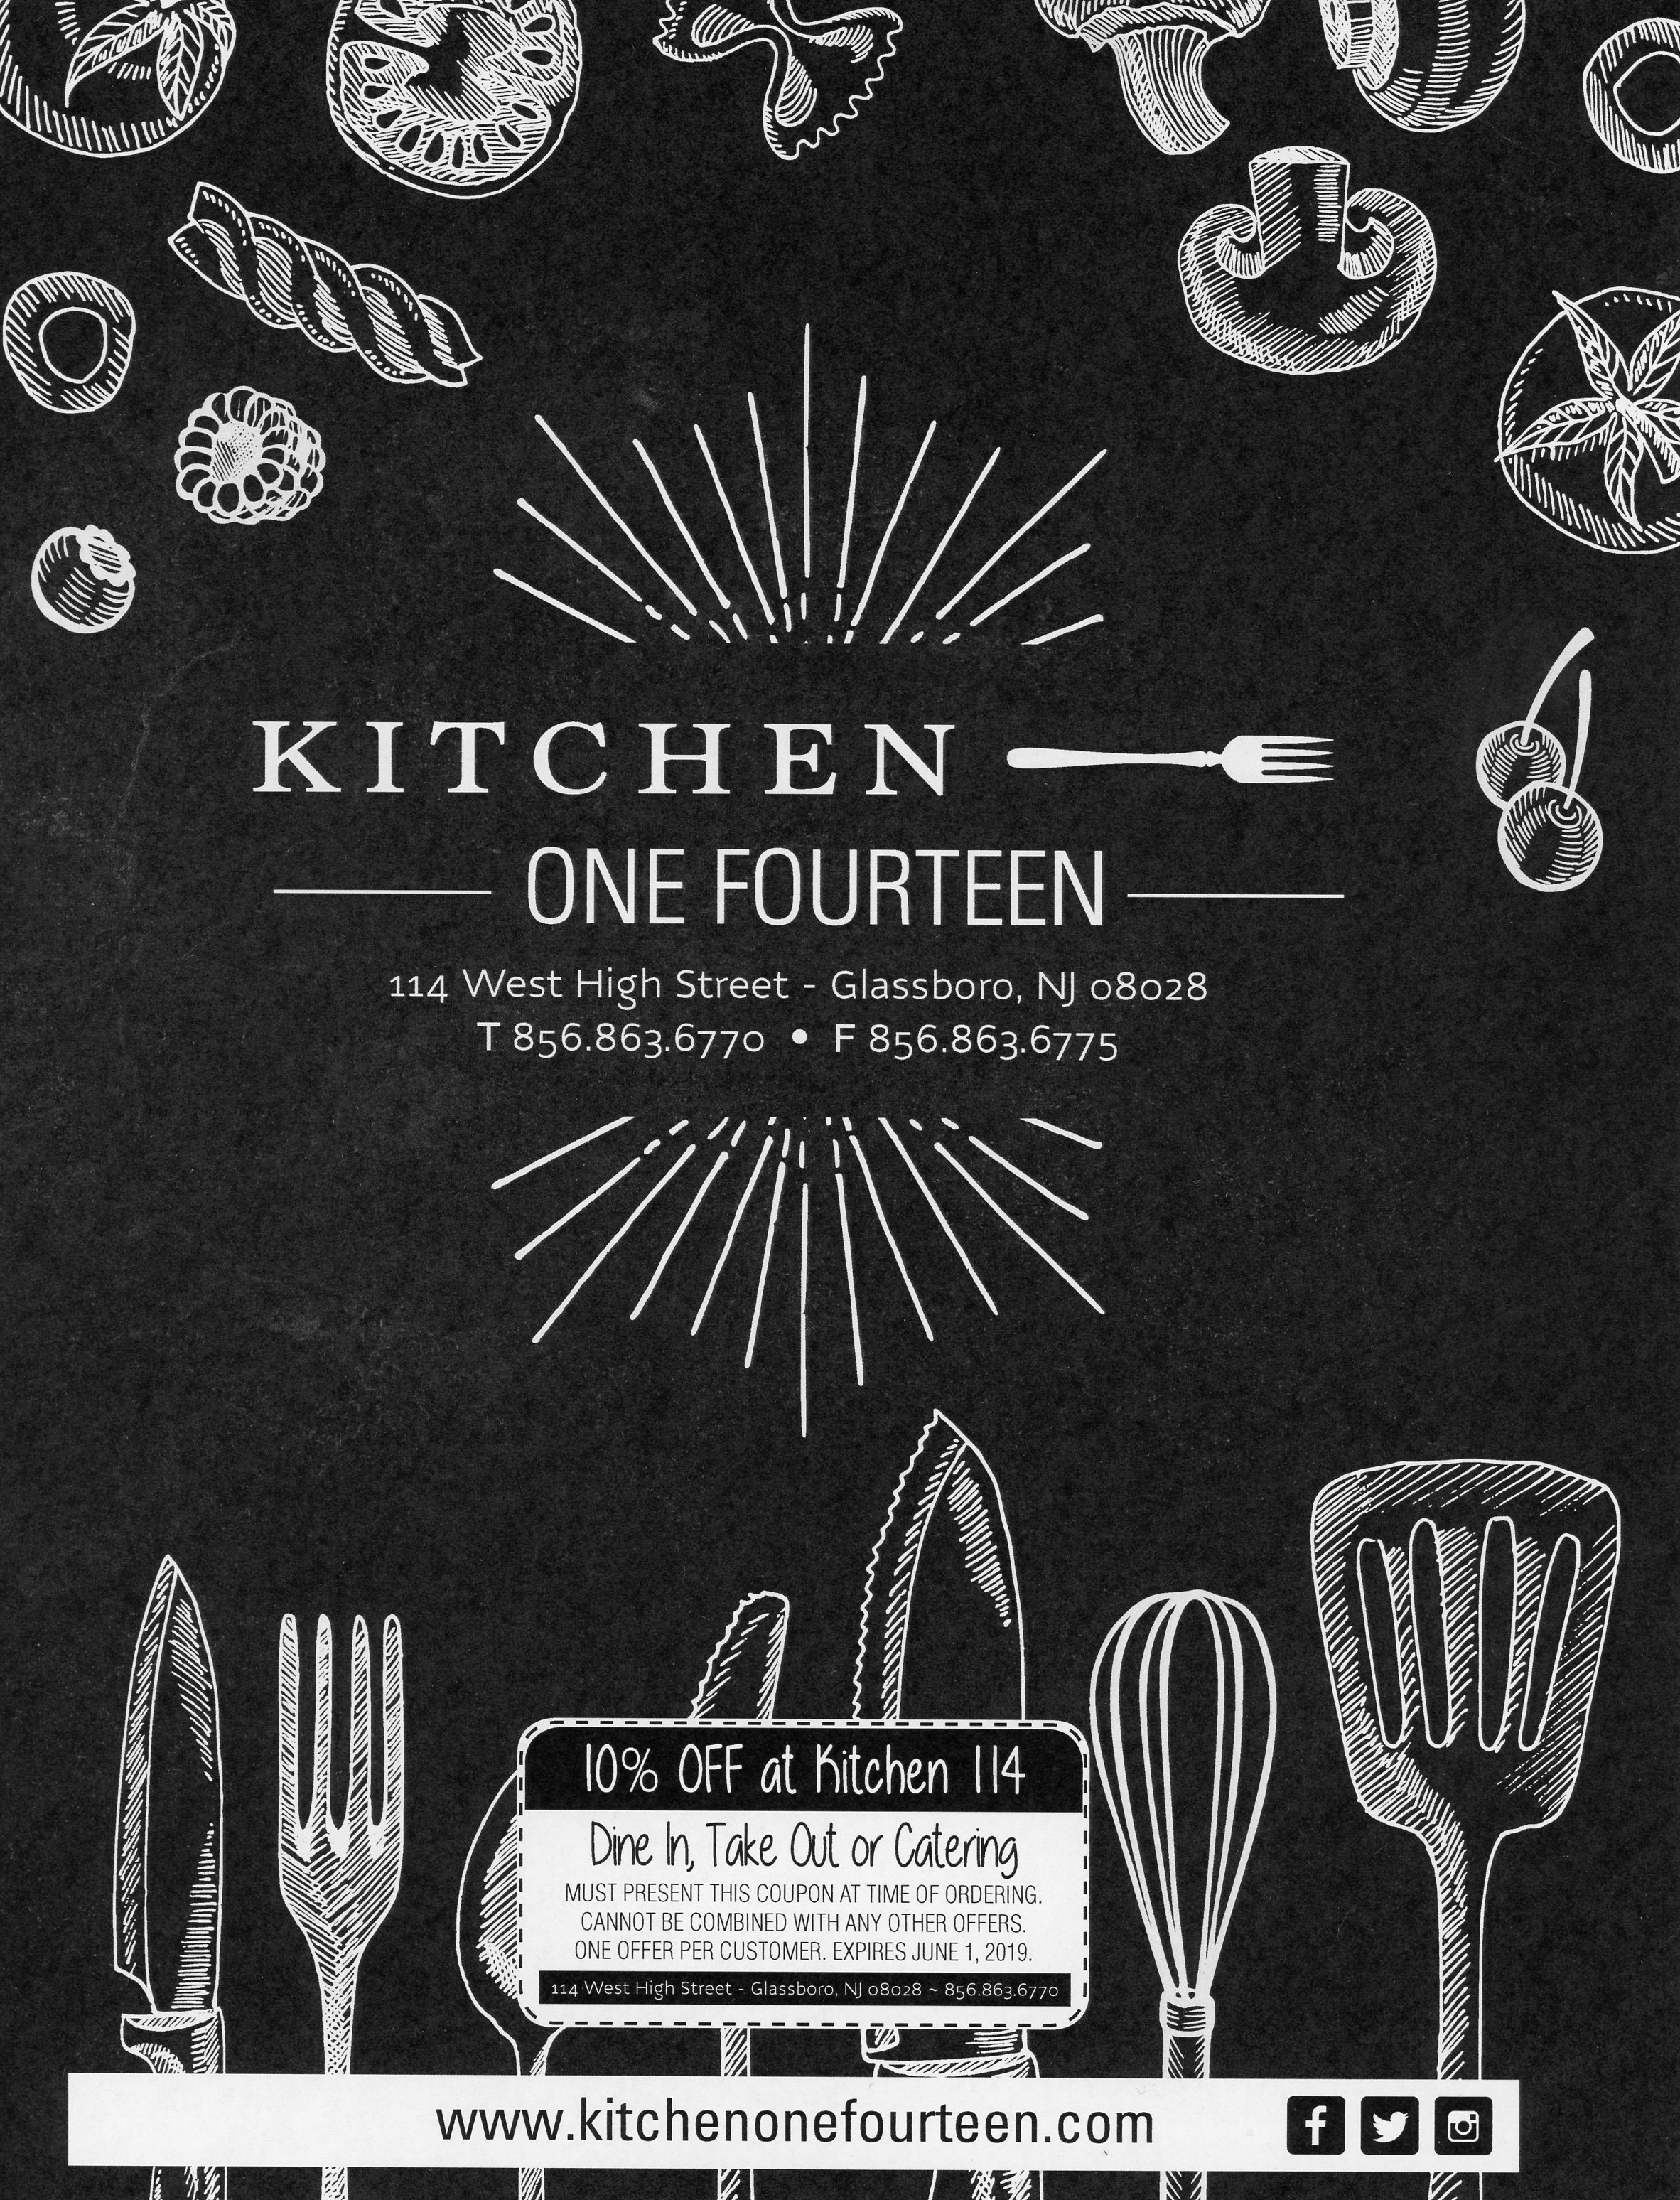 KITCHEN
ONE FOURTEEN
114 West High Street - Glassboro, NJ 08028
T 856.863.6770 • F 856.863.6775
10% OFF at Kitchen 114
Dine In, Take Out or Catering
MUST PRESENT THIS COUPON AT TIME OF ORDERING.
CANNOT BE COMBINED WITH ANY OTHER OFFERS.
ONE OFFER PER CUSTOMER. EXPIRES JUNE 1, 2019.
114 West High Street - Glassboro, NJ 08028 ~ 856.863.6770
www.kitchenonefourteen.com